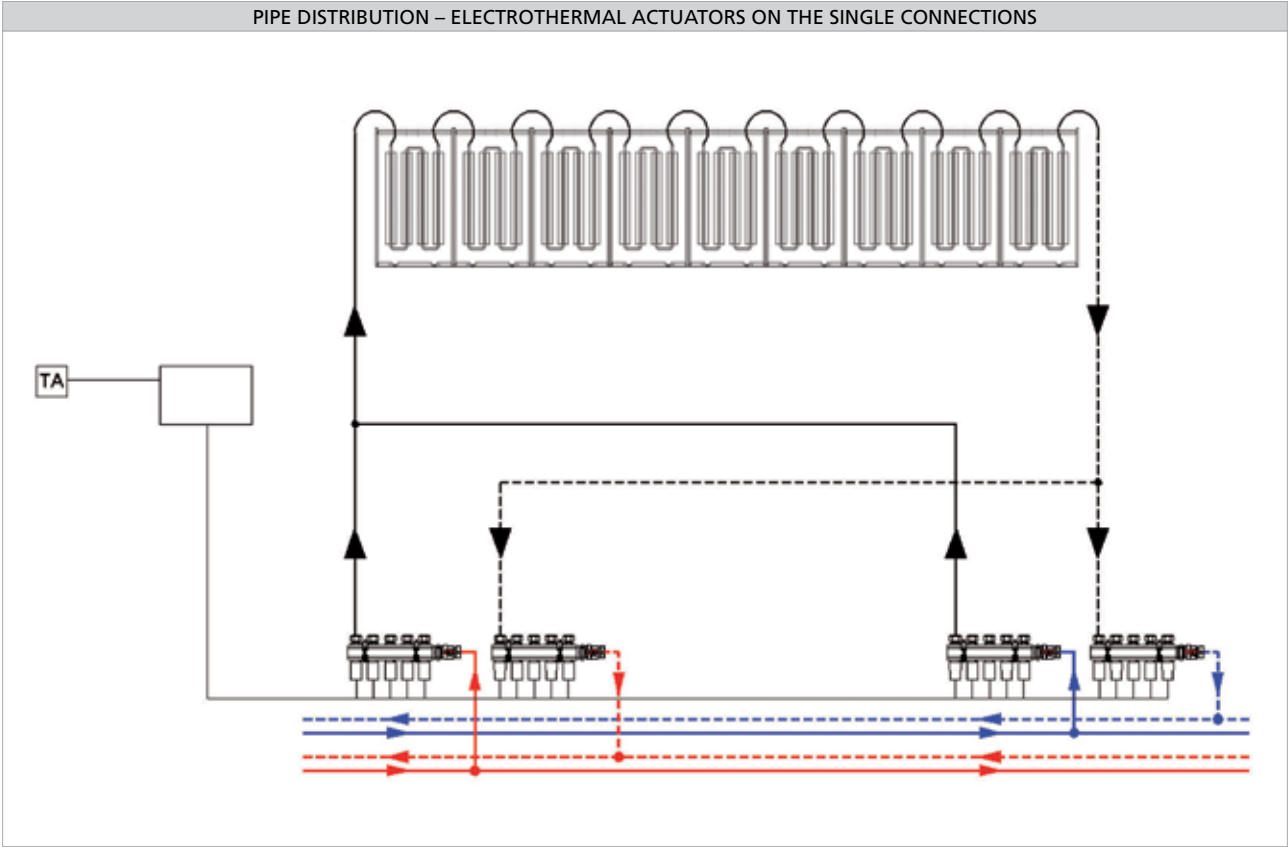 PIPE DISTRIBUTION – ELECTROTHERMAL ACTUATORS ON THE SINGLE CONNECTIONS
TA